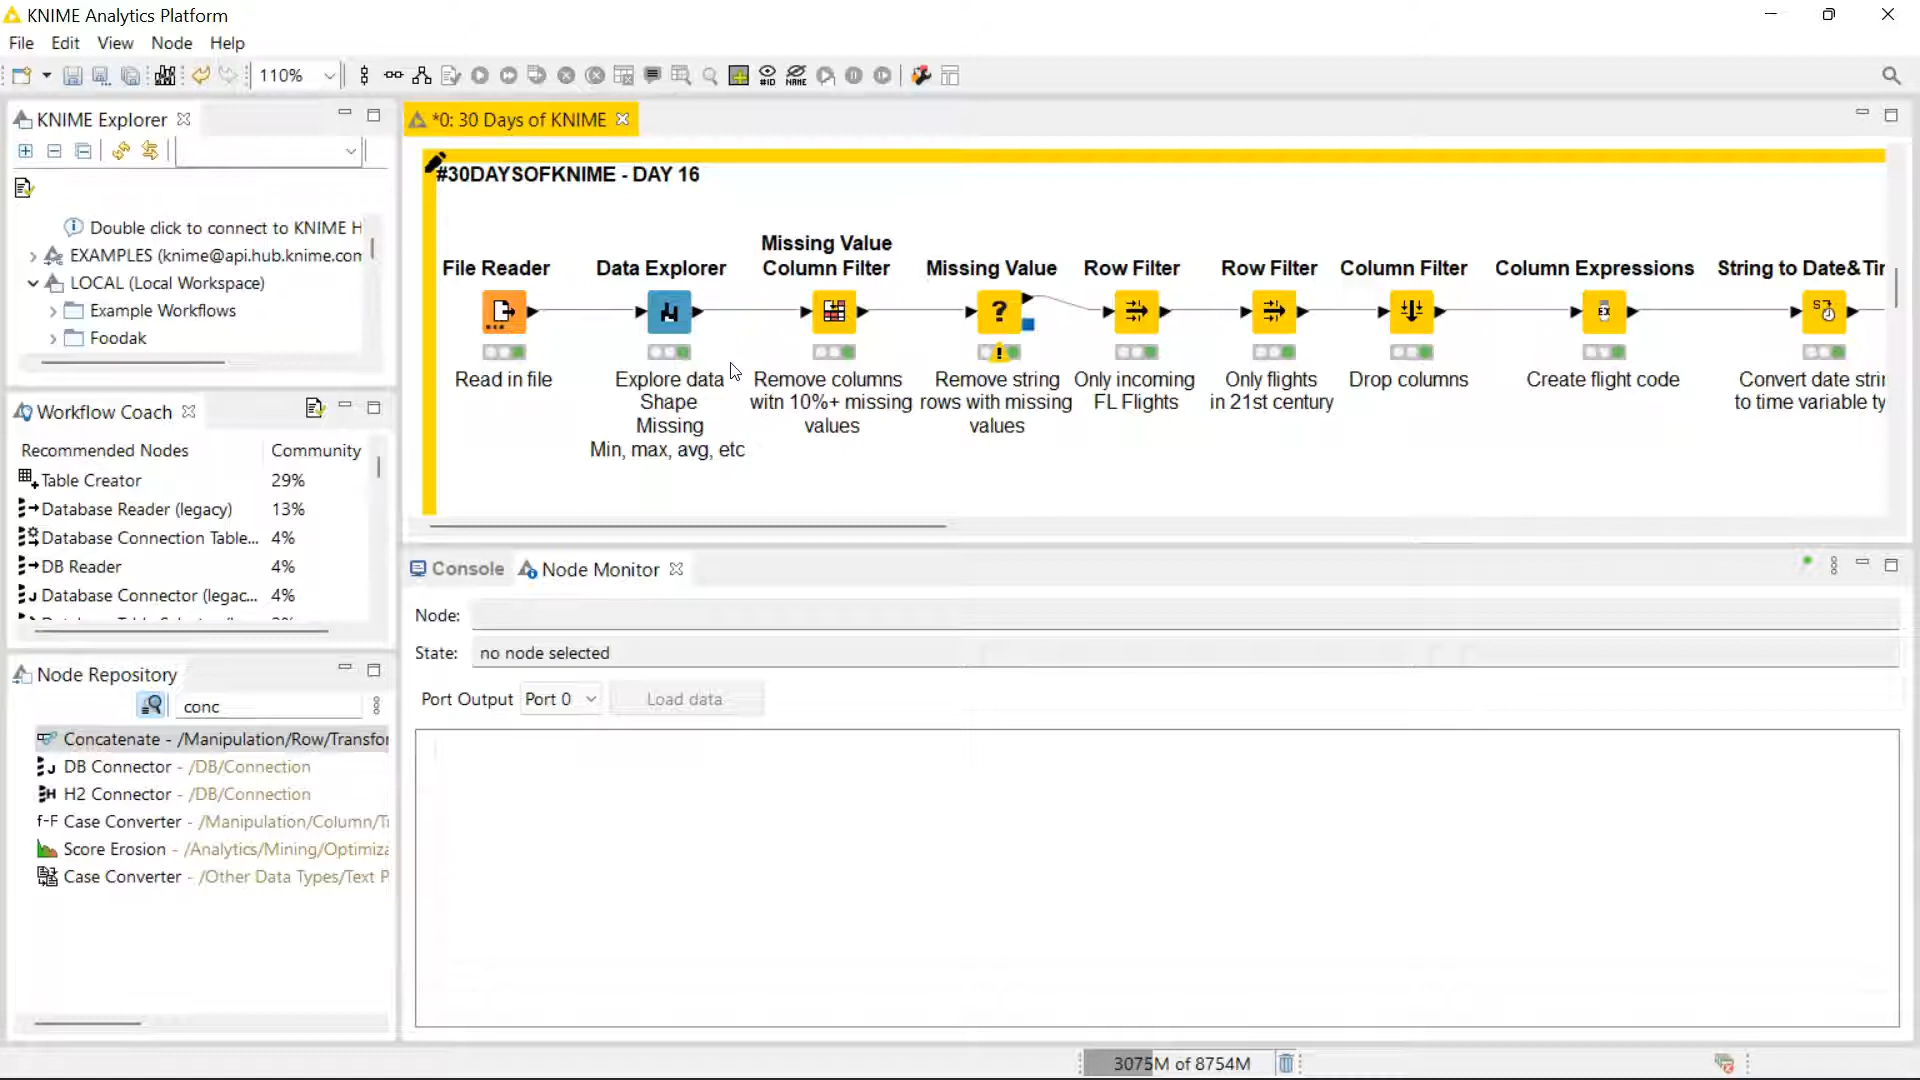 KNIME Analytics Platform
File Edit View Node Help
110% #ID NAME
KNIME Explorer
Double click to connect to KNIME H
EXAMPLES (knime@api.hub.knime.con
LOCAL (Local Workspace)
Example Workflows
Foodak
Workflow Coach
Recommended Nodes Community
Table Creator 29%
Database Reader (legacy) 13%
Database Connection Table... 4%
DB Reader 4%
Database Connector (legac... 4%
Node Repository
conc
Concatenate - /Manipulation/Row/Transfor
DB Connector - /DB/Connection
H2 Connector - /DB/Connection
Case Converter - /Manipulation/Column/T
Score Erosion - /Analytics/Mining/Optimiza
Case Converter - /Other Data Types/Text P
*0: 30 Days of KNIME
#30DAYSOFKNIME - DAY 16
File Reader
Read in file
Data Explorer
Explore data
Shape
Missing
Min, max, avg, etc
Missing Value
Column Filter
Remove columns
witn 10%+ missing
values
Missing Value
Remove string
rows with missing
values
Row Filter
Only incoming
FL Flights
Row Filter
Only flights
in 21st century
Column Filter
Drop columns
Column Expressions
Create flight code
String to Date&Tir
Convert date strir
to time variable ty
Console Node Monitor
Node:
State: no node selected
Port Output Port 0 Load data
3075M of 8754M